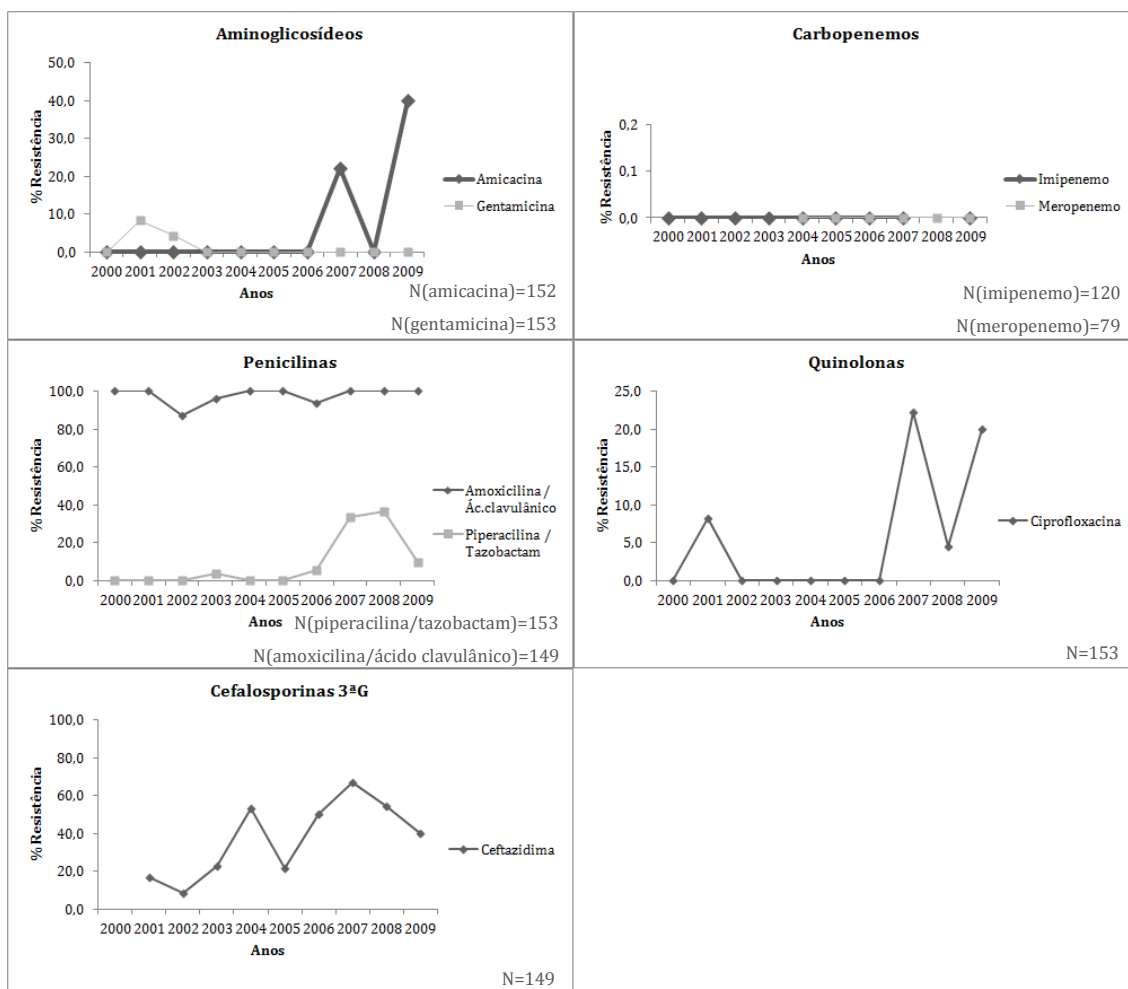 Aminoglicosídeos
% Resistência
50,0
40,0
30,0
20,0
10,0
0,0
2000 2001 2002 2003 2004 2005 2006 2007 2008 2009
Anos
Amicacina
Gentamicina
N(amicacina)=152
N(gentamicina)=153
Carbopenemos
% Resistência
0,2
0,1
0,0
2000 2001 2002 2003 2004 2005 2006 2007 2008 2009
Anos
Imipenemo
Meropenemo
N(imipenemo)=120
N(meropenemo)=79
Penicilinas
% Resistência
100,0
80,0
60,0
40,0
20,0
0,0
2000 2001 2002 2003 2004 2005 2006 2007 2008 2009
Anos
Amoxicilina /
Ác.clavulânico
Piperacilina /
Tazobactam
N(piperacilina/tazobactam)=153
N(amoxicilina/ácido clavulânico)=149
Quinolonas
% Resistência
25,0
20,0
15,0
10,0
5,0
0,0
2000 2001 2002 2003 2004 2005 2006 2007 2008 2009
Anos
Ciprofloxacina
N=153
Cefalosporinas 3ªG
% Resistência
100,0
80,0
60,0
40,0
20,0
0,0
2000 2001 2002 2003 2004 2005 2006 2007 2008 2009
Anos
Ceftazidima
N=149